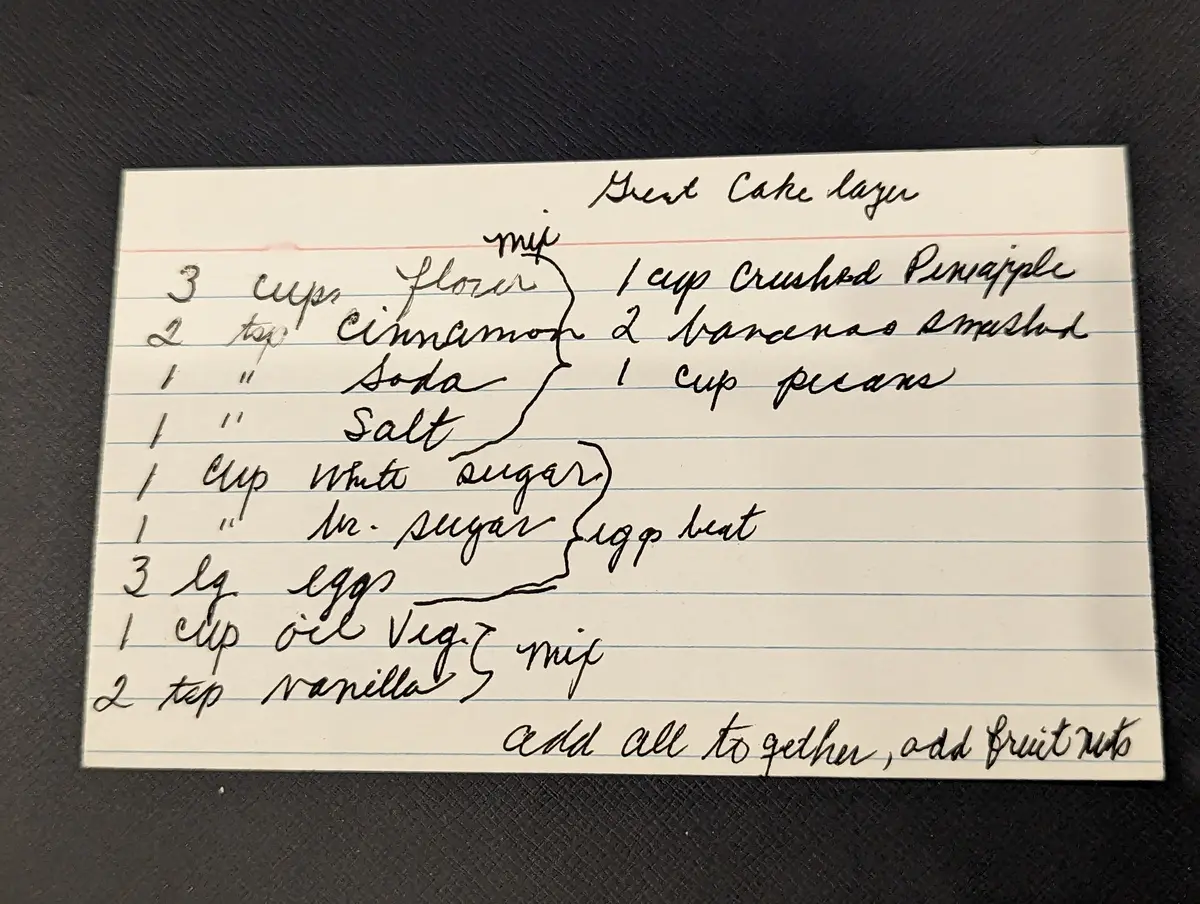 Great Cake layer
mix
3 cups flour
2 tsp cinnamon
1 " Soda
1 " Salt
1 cup white sugar
1 " br. sugar
3 lg eggs
egg beat
1 cup oil Veg.
2 tsp vanilla
mix
1 cup Crushed Pineapple
2 bananas smashed
1 cup pecans
add all together, add fruit nuts